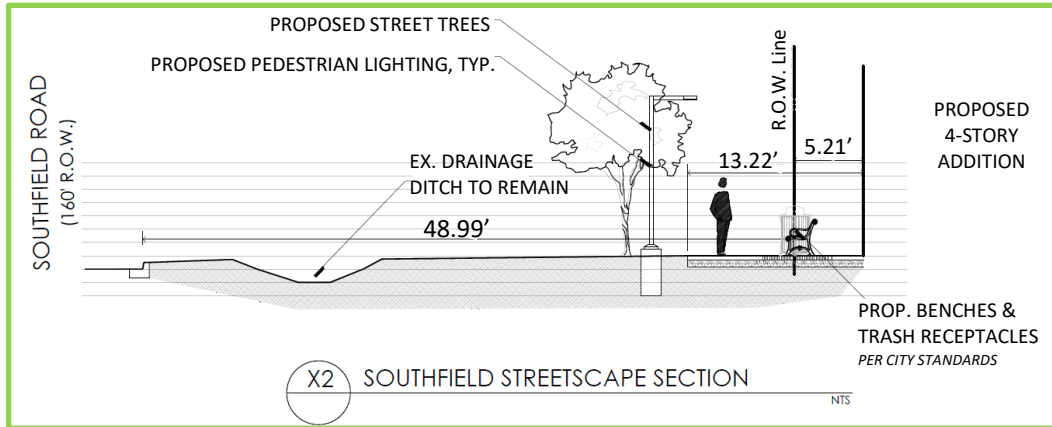 PROPOSED STREET TREES
PROPOSED PEDESTRIAN LIGHTING, TYP.
R.O.W. Line
PROPOSED
4-STORY
ADDITION
5.21’
13.22’
EX. DRAINAGE
DITCH TO REMAIN
SOUTHFIELD ROAD
(160' R.O.W.)
48.99’
PROP. BENCHES &
TRASH RECEPTACLES
PER CITY STANDARDS
X2
SOUTHFIELD STREETSCAPE SECTION
NTS